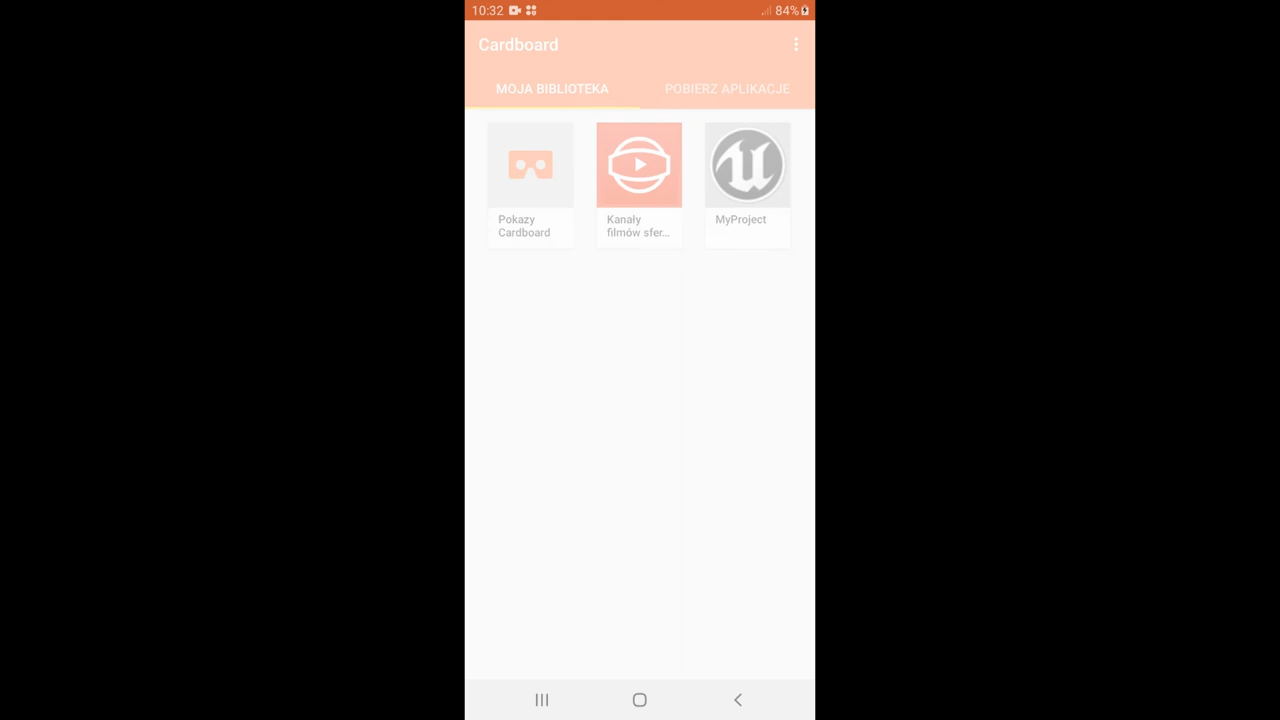 10:32 84%
Cardboard
MOJA BIBLIOTEKA POBIERZ APLIKACJE
Pokazy
Cardboard
Kanały
filmów sfer...
MyProject